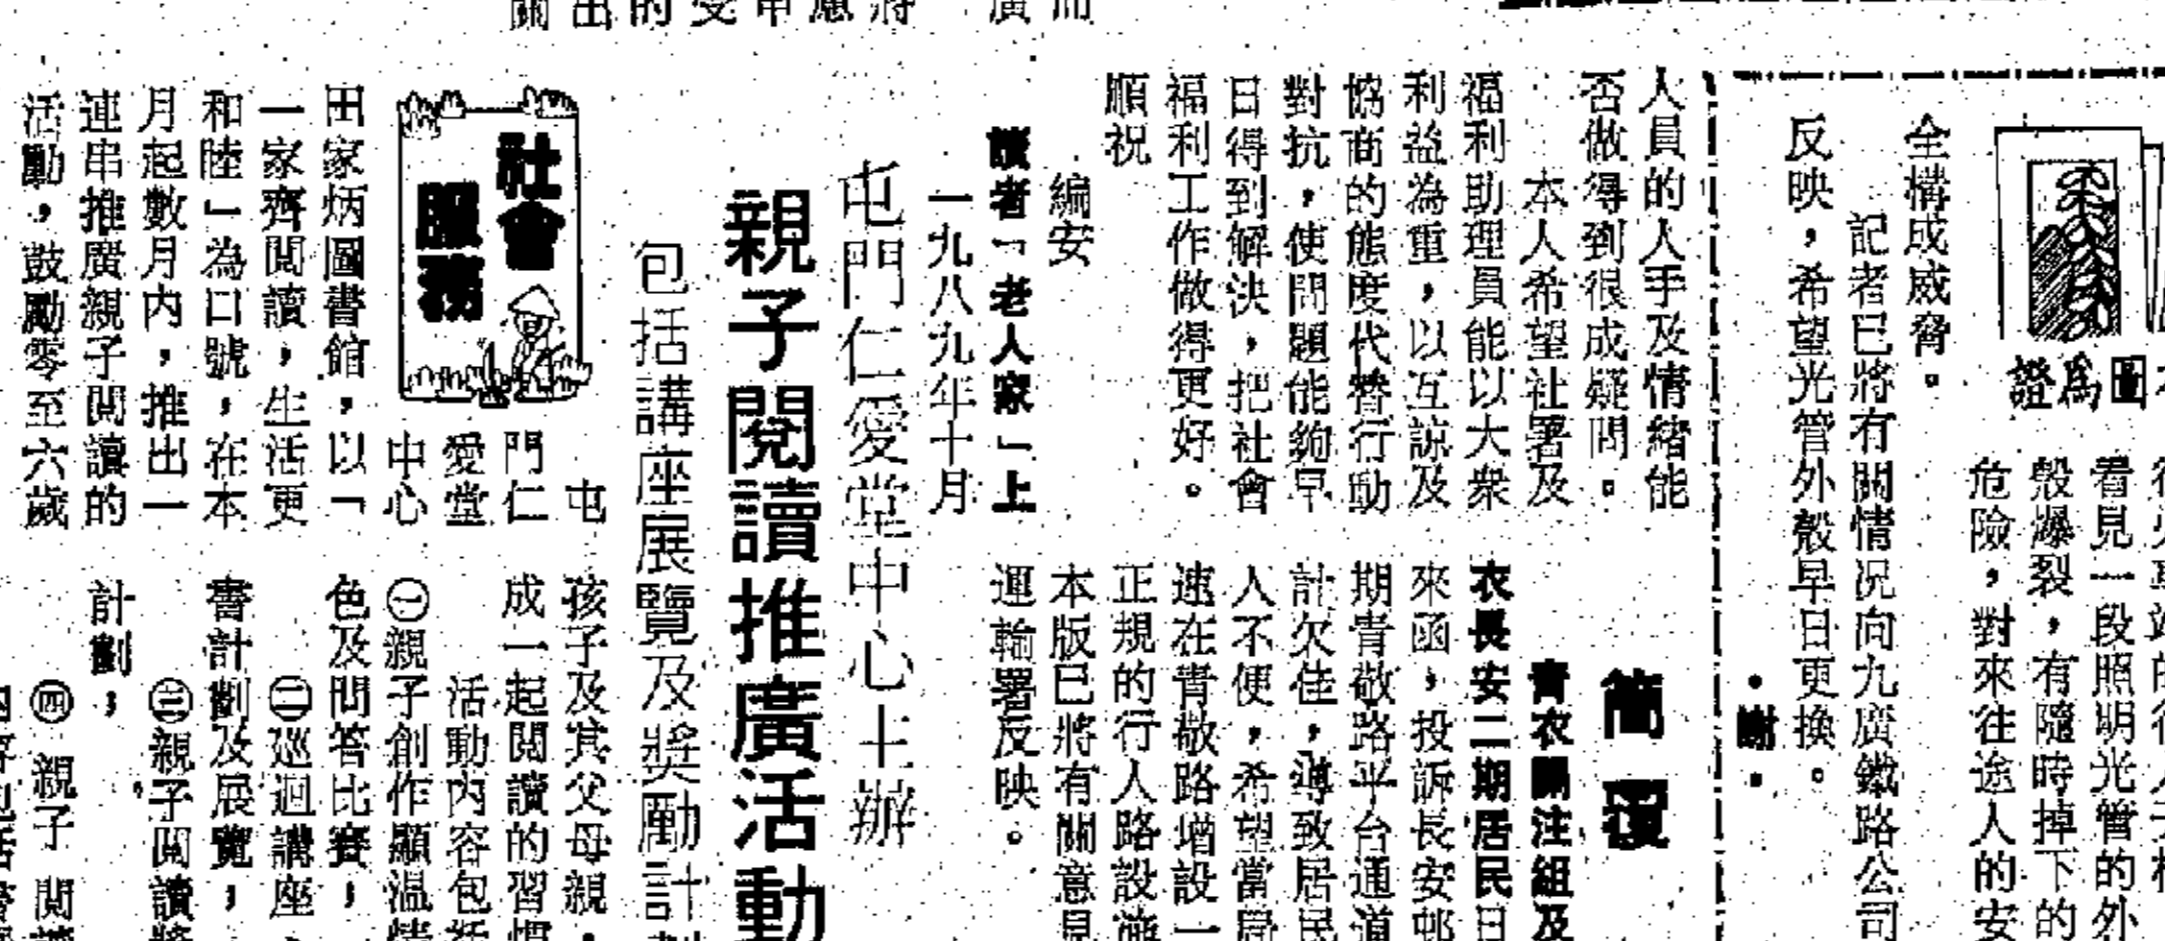 本圖為證
看見一段照明光管的外
殼爆裂，有隨時掉下的
危險，對來往途人的安
全構成威脅。
記者已將有關情況向九廣鐵路公司
反映，希望光管外殼早日更換。
·謝·
人員的人手及情緒能
否做得到很成疑問。
本人希望社署及
福利助理員能以大衆
利益為重，以互諒及
協商的態度代替行動
對抗，使問題能夠早
日得到解決，把社會
福利工作做得更好。
順祝
編安
讀者「老人家」上
一九八九年十月
簡覆
青衣關注組及
衣長安二期居民日
來函，投訴長安邨
期青敬路平台通道
計欠佳，導致居民
人不便，希望當局
速在青敬路增設一
正規的行人路設施
本版已將有關意見
運輸署反映。
屯門仁愛堂中心主辦
親子閱讀推廣活動
包括講座展覽及獎勵計劃
社會服務
屯
門仁
愛堂
中心
田家炳圖書館，以「
一家齊閱讀，生活更
和睦」為口號，在本
月起數月內，推出一
連串推廣親子閱讀的
活動，鼓勵零至六歲
孩子及其父母親，
成一起閱讀的習慣
活動內容包括
㊀親子創作顯溫情
色及問答比賽；
㊁巡迴講座、
書計劃及展覽；
㊂親子閱讀獎
計劃；
㊃親子閱讀